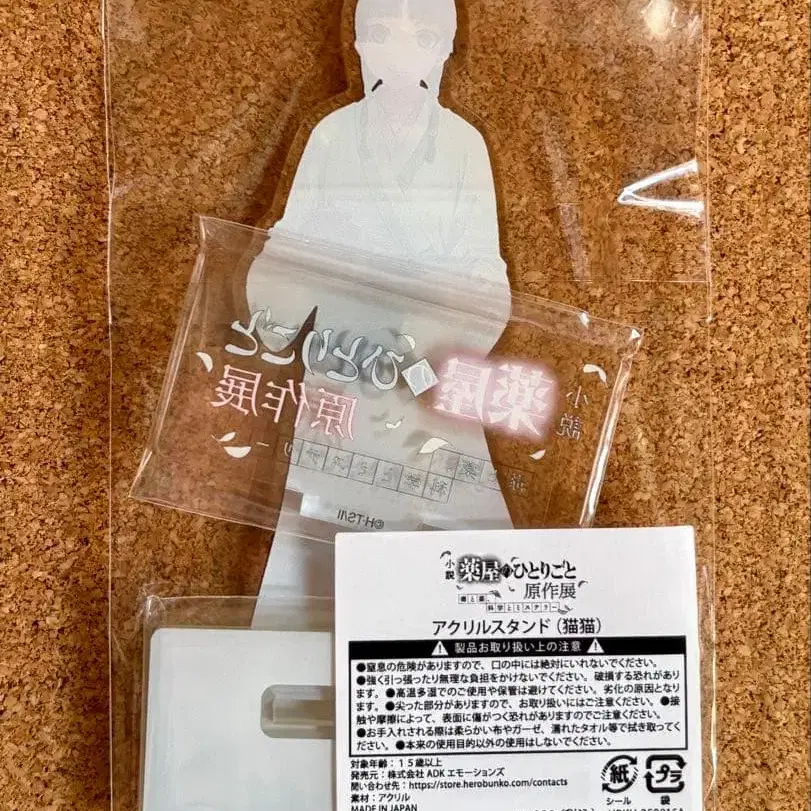 小説
薬屋のひとりごと
原作展
©H・TS/II
小説 薬屋のひとりごと
原作展
毒と薬、
科学とミステリー
アクリルスタンド（猫猫）
製品お取り扱い上の注意
●窒息の危険がありますので、口の中には絶対にいれないでください。
●強く引っ張ったり無理な負担をかけないでください。破損する恐れがあり
ます。●高温多湿でのご使用や保管は避けてください。劣化の原因となり
ます。●尖った部分がありますので、お取り扱いにはご注意ください。●接
触や摩擦によって、表面に傷がつく恐れがありますのでご注意ください。
●お手入れされる際は柔らかい布やガーゼ、濡れたタオル等で拭き取ってく
ださい。●本来の使用目的以外の使用はしないでください。
対象年齢：15歳以上
発売元：株式会社 ADK エモーションズ
問い合わせ先：https://store.herobunko.com/contacts
素材：アクリル
MADE IN JAPAN
紙
シール
プラ
袋